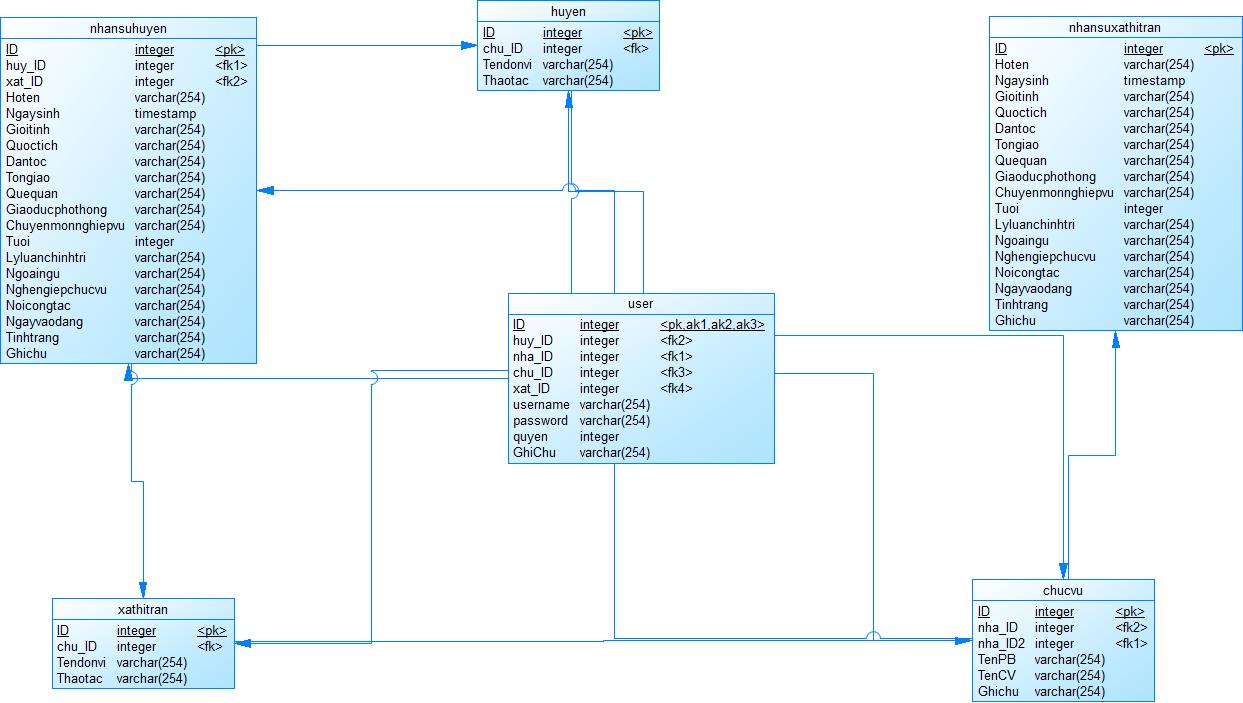 nhansuhuyen
ID integer <pk>
huy_ID integer <fk1>
xat_ID integer <fk2>
Hoten varchar(254)
Ngaysinh timestamp
Gioitinh varchar(254)
Quoctich varchar(254)
Dantoc varchar(254)
Tongiao varchar(254)
Quequan varchar(254)
Giaoducphothong varchar(254)
Chuyenmonnghiepvu varchar(254)
Tuoi integer
Lyluanchinhtri varchar(254)
Ngoaingu varchar(254)
Nghengiepchucvu varchar(254)
Noicongtac varchar(254)
Ngayvaodang varchar(254)
Tinhtrang varchar(254)
Ghichu varchar(254)
huyen
ID integer <pk>
chu_ID integer <fk>
Tendonvi varchar(254)
Thaotac varchar(254)
nhansuxathitran
ID integer <pk>
Hoten varchar(254)
Ngaysinh timestamp
Gioitinh varchar(254)
Quoctich varchar(254)
Dantoc varchar(254)
Tongiao varchar(254)
Quequan varchar(254)
Giaoducphothong varchar(254)
Chuyenmonnghiepvu varchar(254)
Tuoi integer
Lyluanchinhtri varchar(254)
Ngoaingu varchar(254)
Nghengiepchucvu varchar(254)
Noicongtac varchar(254)
Ngayvaodang varchar(254)
Tinhtrang varchar(254)
Ghichu varchar(254)
user
ID integer <pk,ak1,ak2,ak3>
huy_ID integer <fk2>
nha_ID integer <fk1>
chu_ID integer <fk3>
xat_ID integer <fk4>
username varchar(254)
password varchar(254)
quyen integer
GhiChu varchar(254)
xathitran
ID integer <pk>
chu_ID integer <fk>
Tendonvi varchar(254)
Thaotac varchar(254)
chucvu
ID integer <pk>
nha_ID integer <fk2>
nha_ID2 integer <fk1>
TenPB varchar(254)
TenCV varchar(254)
Ghichu varchar(254)